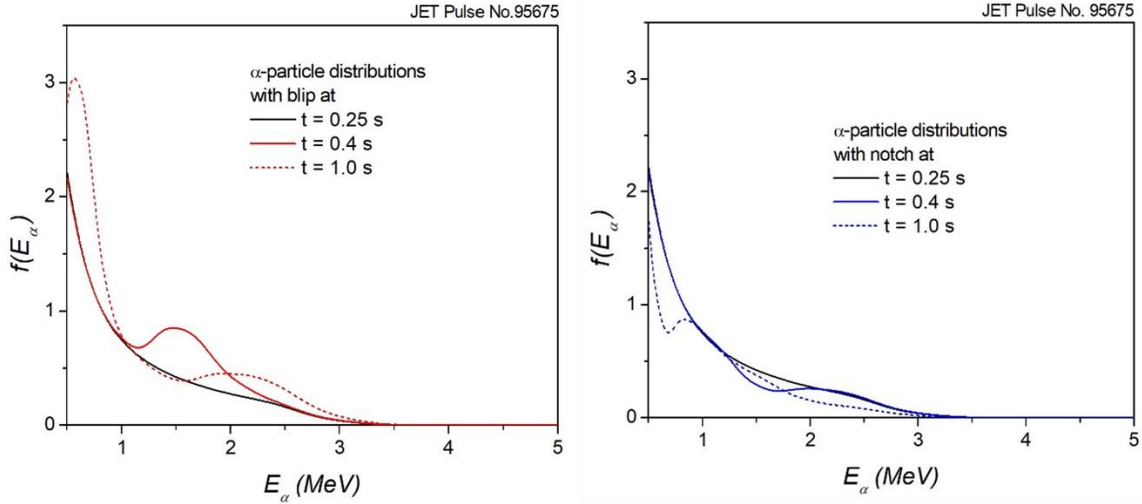 JET Pulse No.95675
3
2
1
0
f(Eα)
α-particle distributions
with blip at
t = 0.25 s
t = 0.4 s
t = 1.0 s
1 2 3 4 5
Eα (MeV)
JET Pulse No. 95675
3
2
1
0
f(Eα)
α-particle distributions
with notch at
t = 0.25 s
t = 0.4 s
t = 1.0 s
1 2 3 4 5
Eα (MeV)